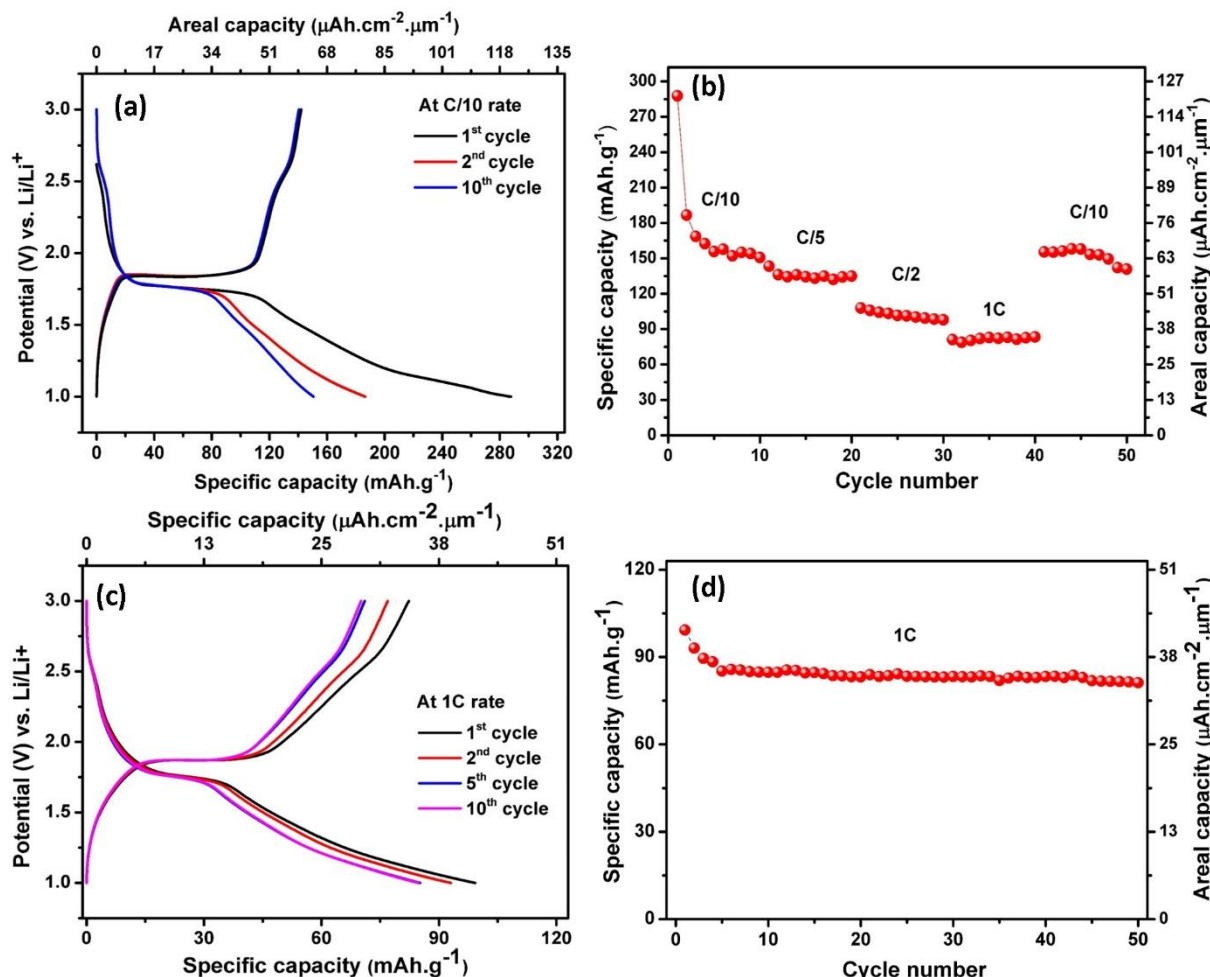 Areal capacity (µAh.cm⁻².µm⁻¹)
0 17 34 51 68 85 102 119 135
(a)
At C/10 rate
1st cycle
2nd cycle
10th cycle
3.0
2.5
2.0
1.5
1.0
Potential (V) vs. Li/Li⁺
0 40 80 120 160 200 240 280 320
Specific capacity (mAh.g⁻¹)
(b)
300
270
240
210
180
150
120
90
60
30
0
Specific capacity (mAh.g⁻¹)
C/10
C/5
C/2
1C
C/10
127
114
101
89
76
63
51
38
25
13
0
Areal capacity (µAh.cm⁻².µm⁻¹)
0 10 20 30 40 50
Cycle number
Specific capacity (µAh.cm⁻².µm⁻¹)
0 13 25 38 51
(c)
At 1C rate
1st cycle
2nd cycle
5th cycle
10th cycle
3.0
2.5
2.0
1.5
1.0
Potential (V) vs. Li/Li+
0 30 60 90 120
Specific capacity (mAh.g⁻¹)
(d)
120
90
60
30
0
Specific capacity (mAh.g⁻¹)
1C
51
38
25
13
0
Areal capacity (µAh.cm⁻².µm⁻¹)
0 10 20 30 40 50
Cycle number